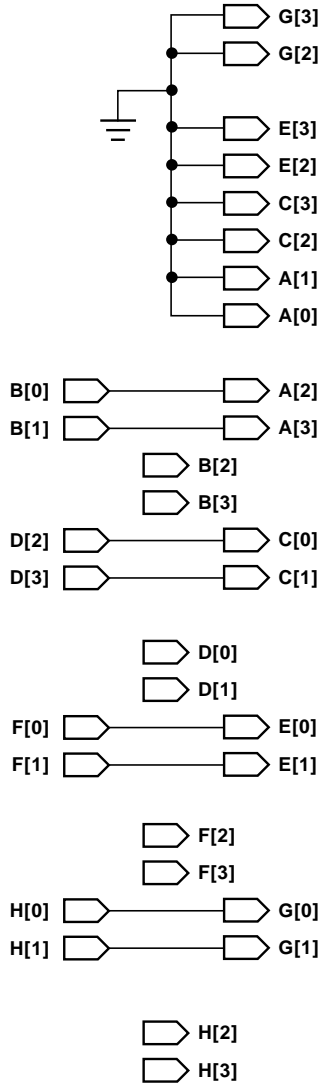 G[3]
G[2]
E[3]
E[2]
C[3]
C[2]
A[1]
A[0]
B[0] A[2]
B[1] A[3]
B[2]
B[3]
D[2] C[0]
D[3] C[1]
D[0]
D[1]
F[0] E[0]
F[1] E[1]
F[2]
F[3]
H[0] G[0]
H[1] G[1]
H[2]
H[3]